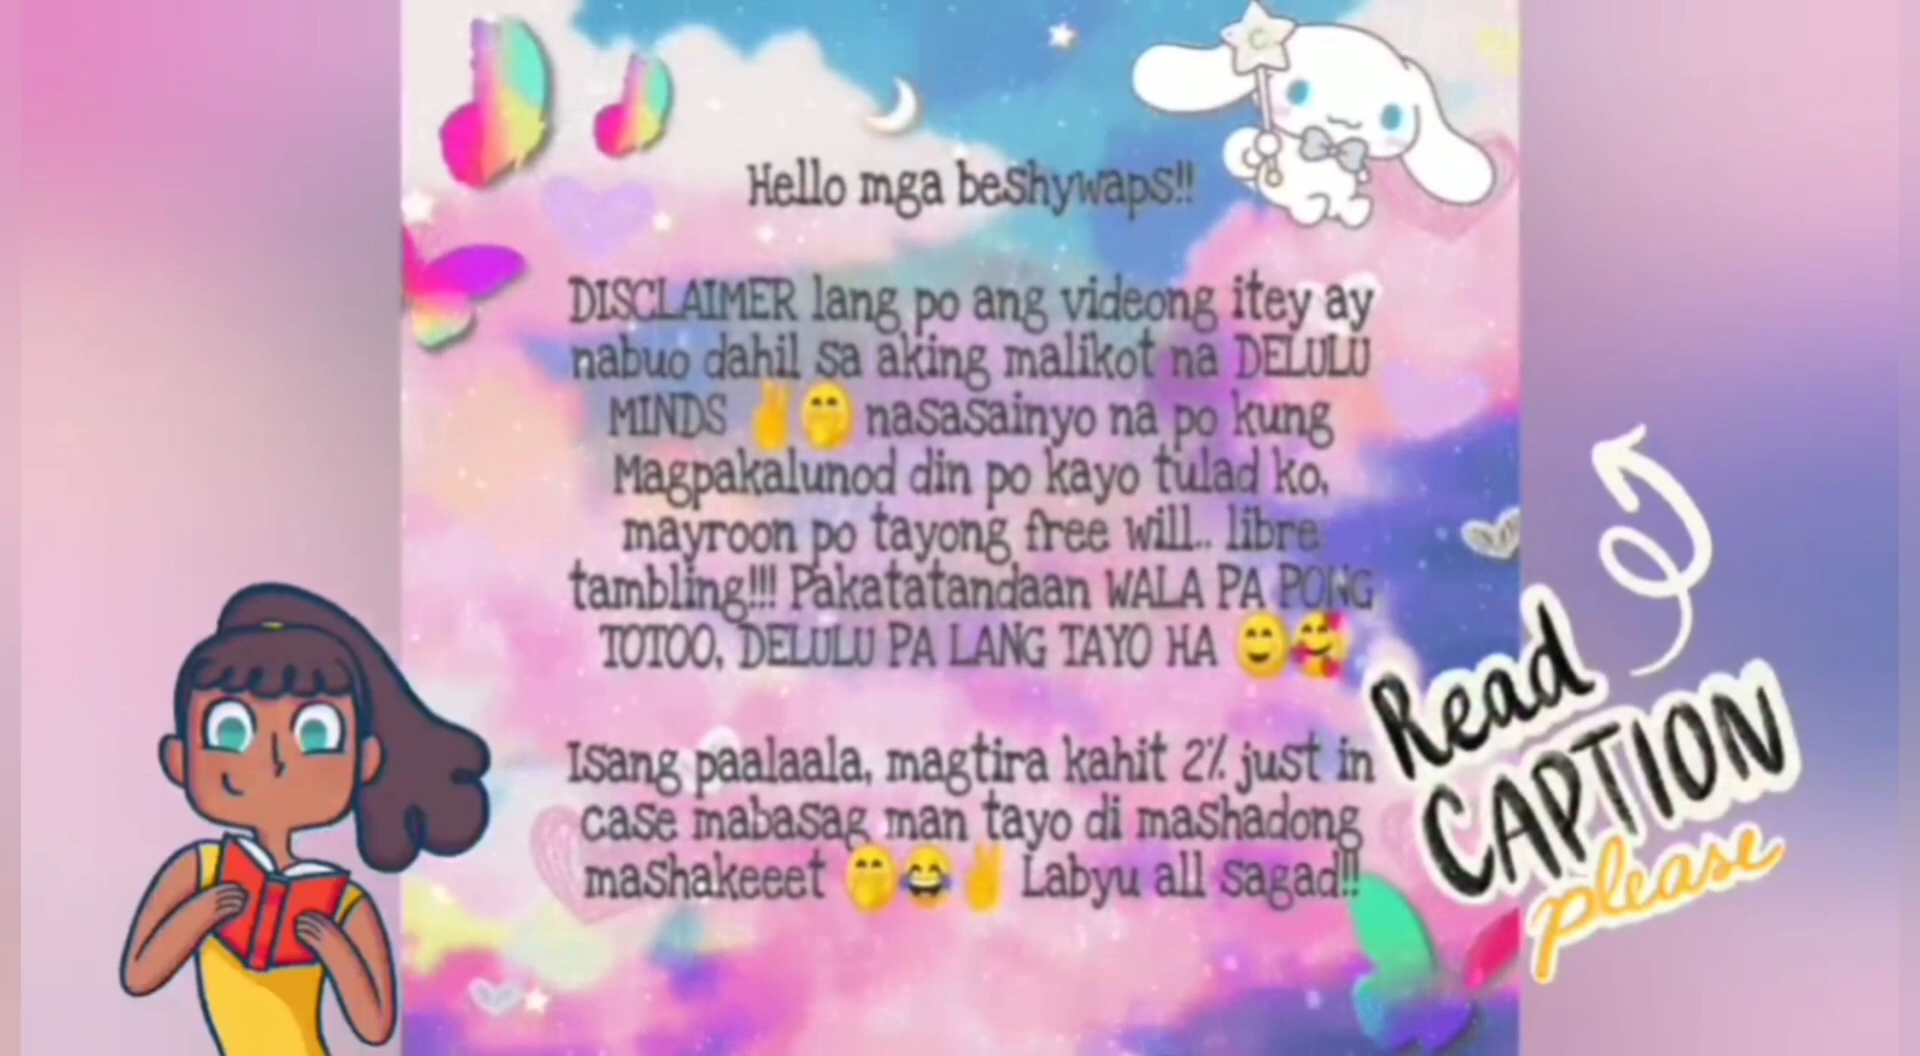 Hello mga beshywaps!!
DISCLAIMER lang po ang videong itey ay
nabuo dahil sa aking malikot na DELULU
MINDS ✌️🤭 nasasainyo na po kung
Magpakalunod din po kayo tulad ko,
mayroon po tayong free will.. libre
tambling!!! Pakatatandaan WALA PA PONG
TOTOO, DELULU PA LANG TAYO HA 😊🥰
Isang paalaala, magtira kahit 2% just in
case mabasag man tayo di mashadong
mashakeeet 🤭😂✌️ Labyu all sagad!!
Read
CAPTION
please